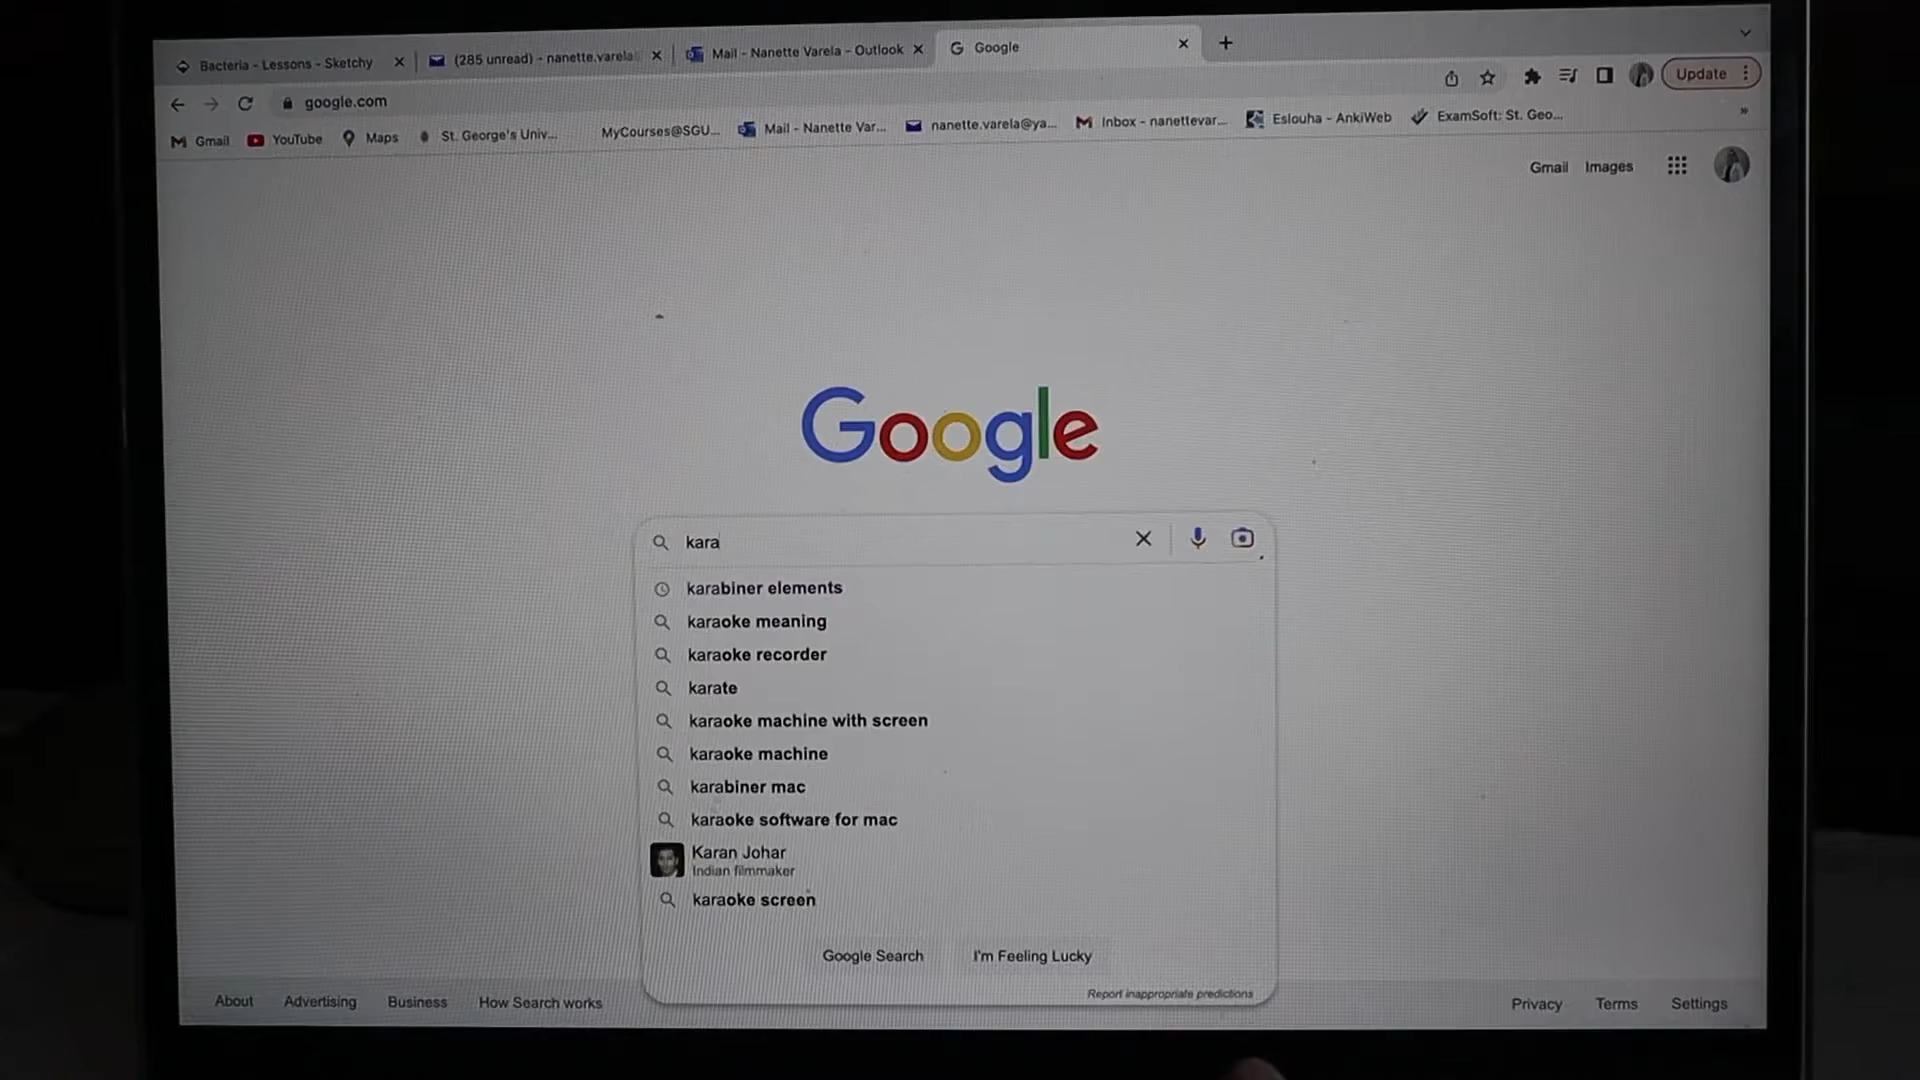 Bacteria - Lessons - Sketchy
(285 unread) - nanette.varela
Mail - Nanette Varela - Outlook
Google
google.com
Update
Gmail
YouTube
Maps
St. George's Univ...
MyCourses@SGU...
Mail - Nanette Var...
nanette.varela@ya...
Inbox - nanettevar...
Eslouha - AnkiWeb
ExamSoft: St. Geo...
»
Gmail Images
Google
kara
karabiner elements
karaoke meaning
karaoke recorder
karate
karaoke machine with screen
karaoke machine
karabiner mac
karaoke software for mac
Karan Johar
Indian filmmaker
karaoke screen
Google Search
I'm Feeling Lucky
Report inappropriate predictions
About
Advertising
Business
How Search works
Privacy
Terms
Settings